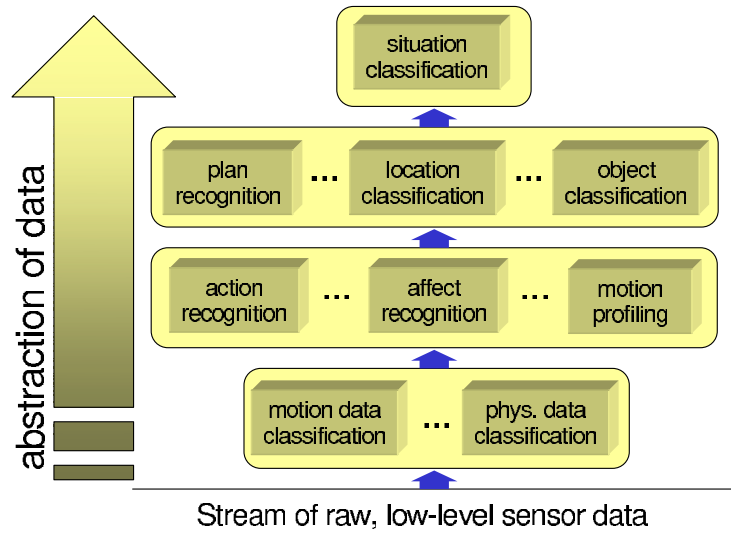 situation
classification
plan
recognition
...
location
classification
...
object
classification
action
recognition
...
affect
recognition
...
motion
profiling
motion data
classification
...
phys. data
classification
abstraction of data
Stream of raw, low-level sensor data